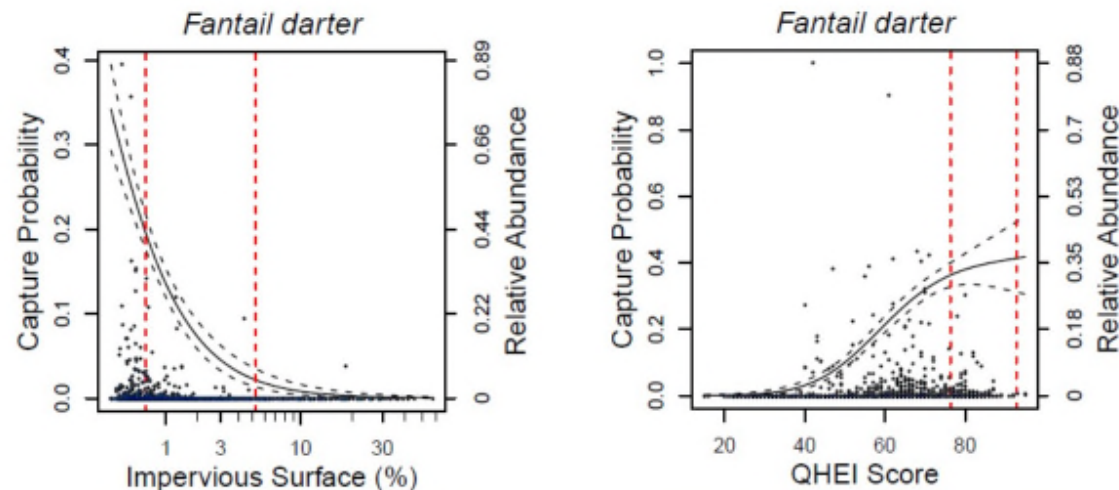 Fantail darter
0.4
0.3
0.2
0.1
0.0
Capture Probability
0.89
0.66
0.44
0.22
0
Relative Abundance
1 3 10 30
Impervious Surface (%)
Fantail darter
1.0
0.8
0.6
0.4
0.2
0.0
Capture Probability
0.88
0.7
0.53
0.35
0.18
0
Relative Abundance
20 40 60 80
QHEI Score